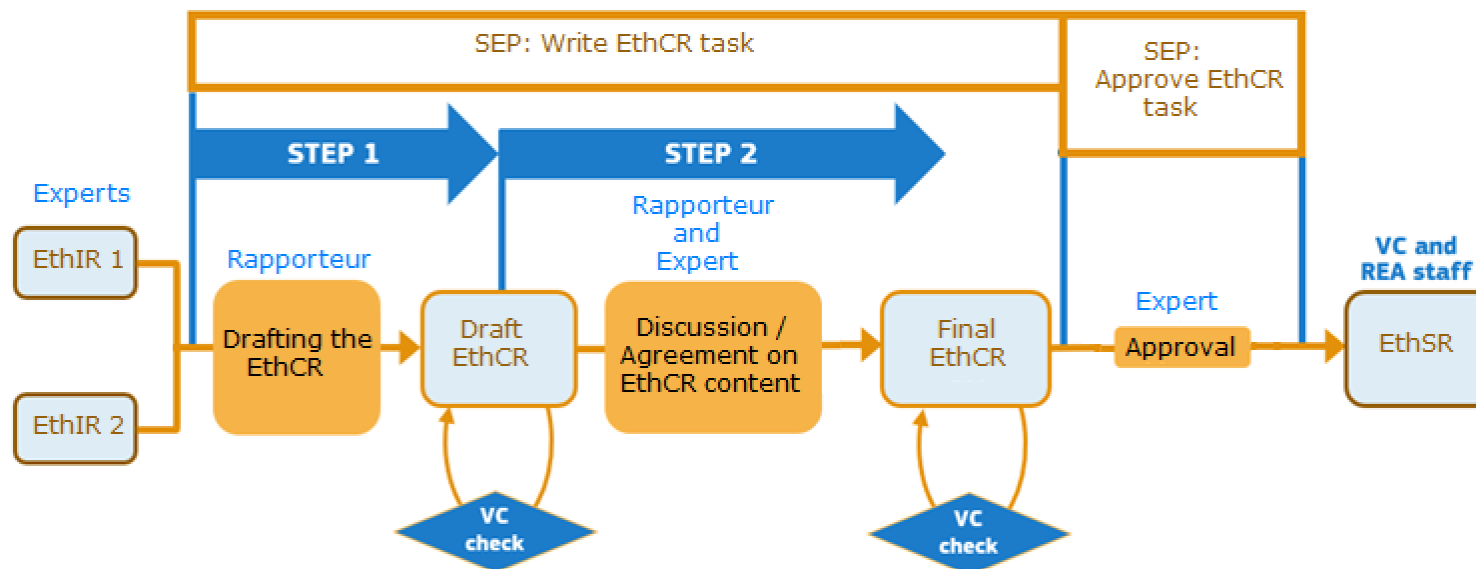 SEP: Write EthCR task
SEP:
Approve EthCR
task
STEP 1
STEP 2
Experts
EthIR 1
EthIR 2
Rapporteur
Drafting the
EthCR
Draft
EthCR
Rapporteur
and
Expert
Discussion /
Agreement on
EthCR content
Final
EthCR
Expert
Approval
VC and
REA staff
EthSR
VC
check
VC
check